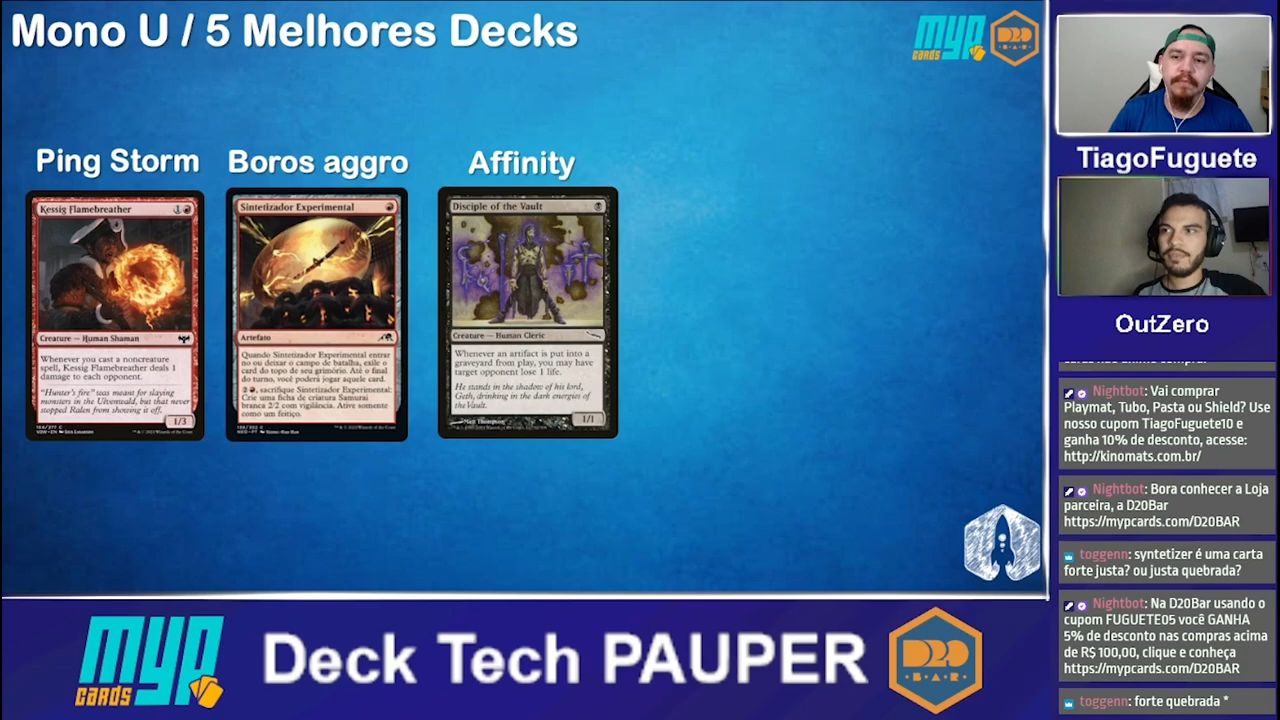 Mono U / 5 Melhores Decks
myp
CARDS
D20
BAR
Ping Storm
Boros aggro
Affinity
Kessig Flamebreather
Creature — Human Shaman
Whenever you cast a noncreature
spell, Kessig Flamebreather deals 1
damage to each opponent.
"Hunter's fire" was meant for slaying
monsters in the Ulvenwald, but that never
stopped Ralen from showing it off.
1/3
Sintetizador Experimental
Artefato
Quando Sintetizador Experimental entrar
no ou deixar o campo de batalha, exile o
card do topo de seu grimório. Até o final
do turno, você poderá jogar aquele card.
sacrifique Sintetizador Experimental:
Crie uma ficha de criatura Samurai
branca 2/2 com vigilância. Ative somente
como um feitiço.
Disciple of the Vault
Creature — Human Cleric
Whenever an artifact is put into a
graveyard from play, you may have
target opponent lose 1 life.
He stands in the shadow of his lord,
Geth, drinking in the dark energies of
the Vault.
1/1
TiagoFuguete
OutZero
Nightbot: Vai comprar
Playmat, Tubo, Pasta ou Shield? Use
nosso cupom TiagoFuguete10 e
ganha 10% de desconto, acesse:
http://kinomats.com.br/
Nightbot: Bora conhecer a Loja
parceira, a D20Bar
https://mypcards.com/D20BAR
toggenn: syntetizer é uma carta
forte justa? ou justa quebrada?
Nightbot: Na D20Bar usando o
cupom FUGUETE05 você GANHA
5% de desconto nas compras acima
de R$ 100,00, clique e conheça
https://mypcards.com/D20BAR
toggenn: forte quebrada *
myp
CARDS
Deck Tech PAUPER
D20
BAR